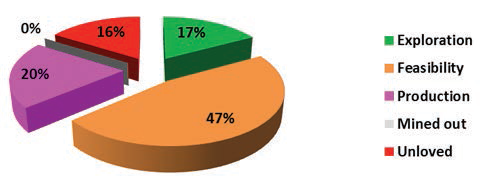 0%
16%
17%
20%
47%
Exploration
Feasibility
Production
Mined out
Unloved